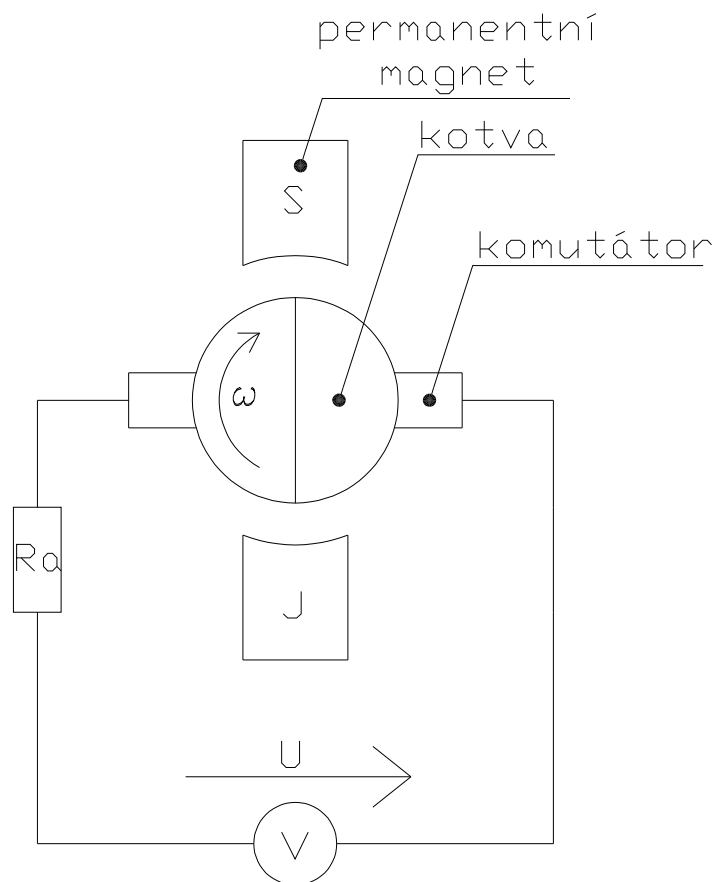 permanentní
magnet
kotva
S
komutátor
ω
Ra
J
U
V